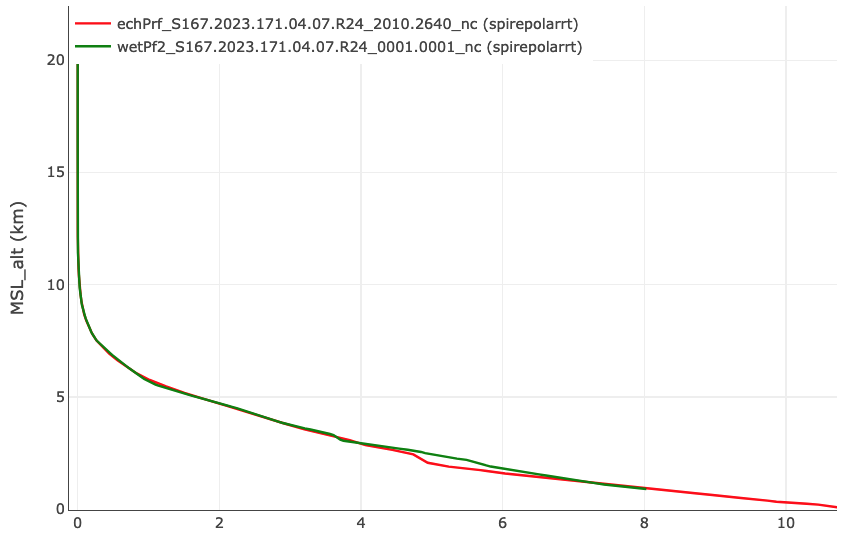 echPrf_S167.2023.171.04.07.R24_2010.2640_nc (spirepolarrt)
wetPf2_S167.2023.171.04.07.R24_0001.0001_nc (spirepolarrt)
20
15
10
5
0
MSL_alt (km)
0 2 4 6 8 10